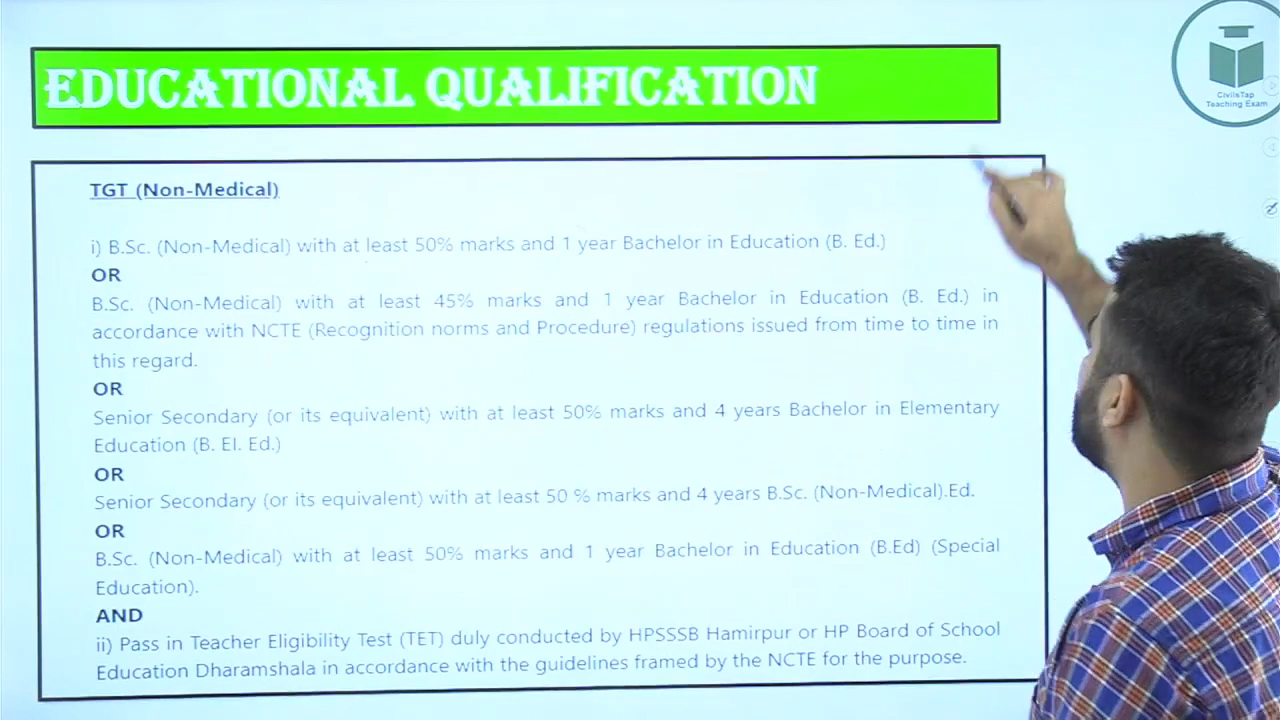 EDUCATIONAL QUALIFICATION
CivilsTap
Teaching Exam
TGT (Non-Medical)
i) B.Sc. (Non-Medical) with at least 50% marks and 1 year Bachelor in Education (B. Ed.)
OR
B.Sc. (Non-Medical) with at least 45% marks and 1 year Bachelor in Education (B. Ed.) in
accordance with NCTE (Recognition norms and Procedure) regulations issued from time to time in
this regard.
OR
Senior Secondary (or its equivalent) with at least 50% marks and 4 years Bachelor in Elementary
Education (B. El. Ed.)
OR
Senior Secondary (or its equivalent) with at least 50 % marks and 4 years B.Sc. (Non-Medical).Ed.
OR
B.Sc. (Non-Medical) with at least 50% marks and 1 year Bachelor in Education (B.Ed) (Special
Education).
AND
ii) Pass in Teacher Eligibility Test (TET) duly conducted by HPSSSB Hamirpur or HP Board of School
Education Dharamshala in accordance with the guidelines framed by the NCTE for the purpose.